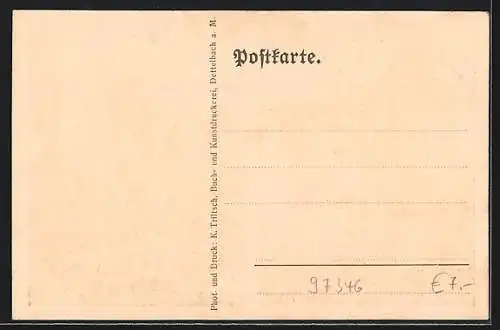 Phot. und Druck: K. Triltsch, Buch- und Kunstdruckerei, Dettelbach a. M.
Postkarte.
97346 €7.-